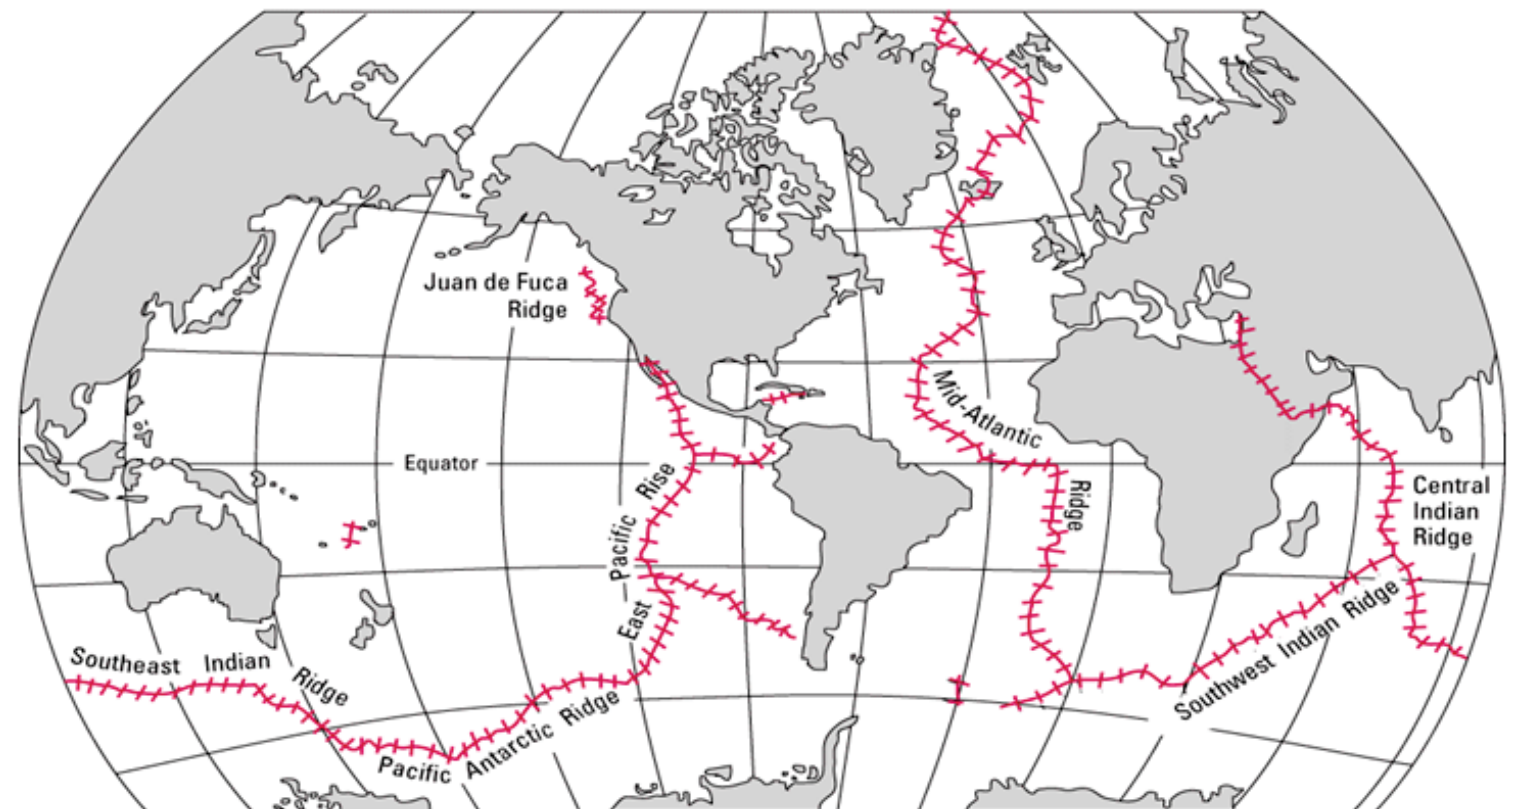 Juan de Fuca
Ridge
Equator
Mid-Atlantic
Ridge
East Pacific Rise
Central
Indian
Ridge
Southwest Indian Ridge
Southeast Indian Ridge
Pacific Antarctic Ridge